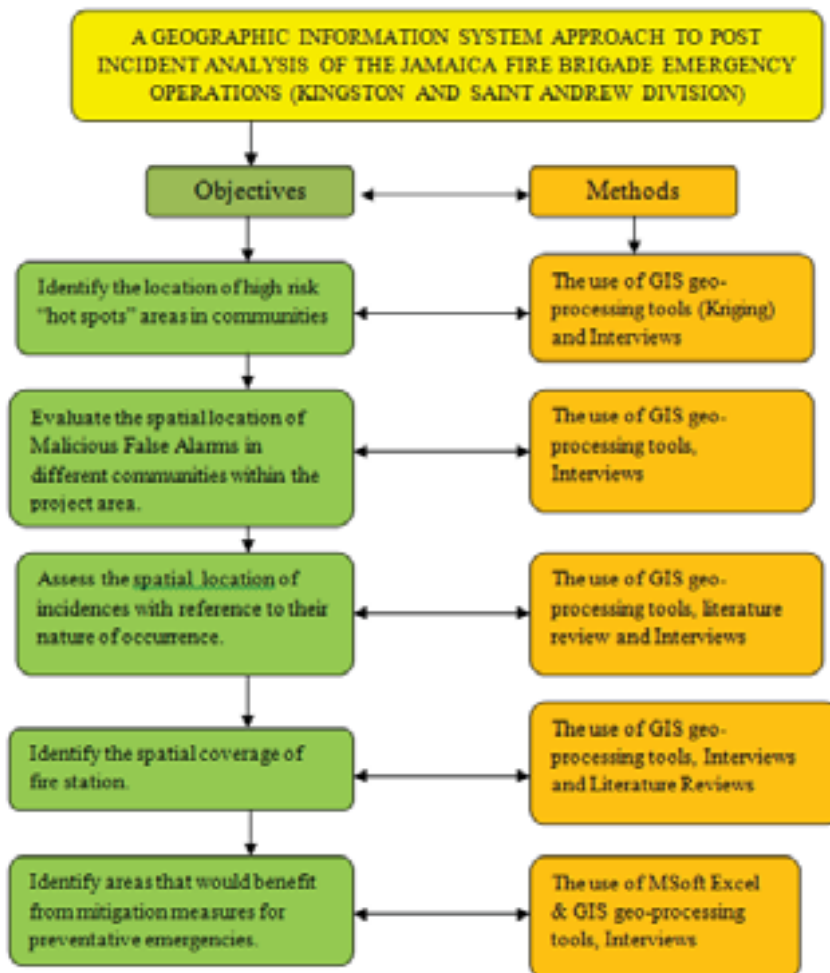 A GEOGRAPHIC INFORMATION SYSTEM APPROACH TO POST
INCIDENT ANALYSIS OF THE JAMAICA FIRE BRIGADE EMERGENCY
OPERATIONS (KINGSTON AND SAINT ANDREW DIVISION)
Objectives
Methods
Identify the location of high risk
"hot spots" areas in communities
The use of GIS geo-
processing tools (Kriging)
and Interviews
Evaluate the spatial location of
Malicious False Alarms in
different communities within the
project area.
The use of GIS geo-
processing tools,
Interviews
Assess the spatial location of
incidences with reference to their
nature of occurrence.
The use of GIS geo-
processing tools, literature
review and Interviews
Identify the spatial coverage of
fire station.
The use of GIS geo-
processing tools, Interviews
and Literature Reviews
Identify areas that would benefit
from mitigation measures for
preventative emergencies.
The use of MSoft Excel
& GIS geo-processing
tools, Interviews